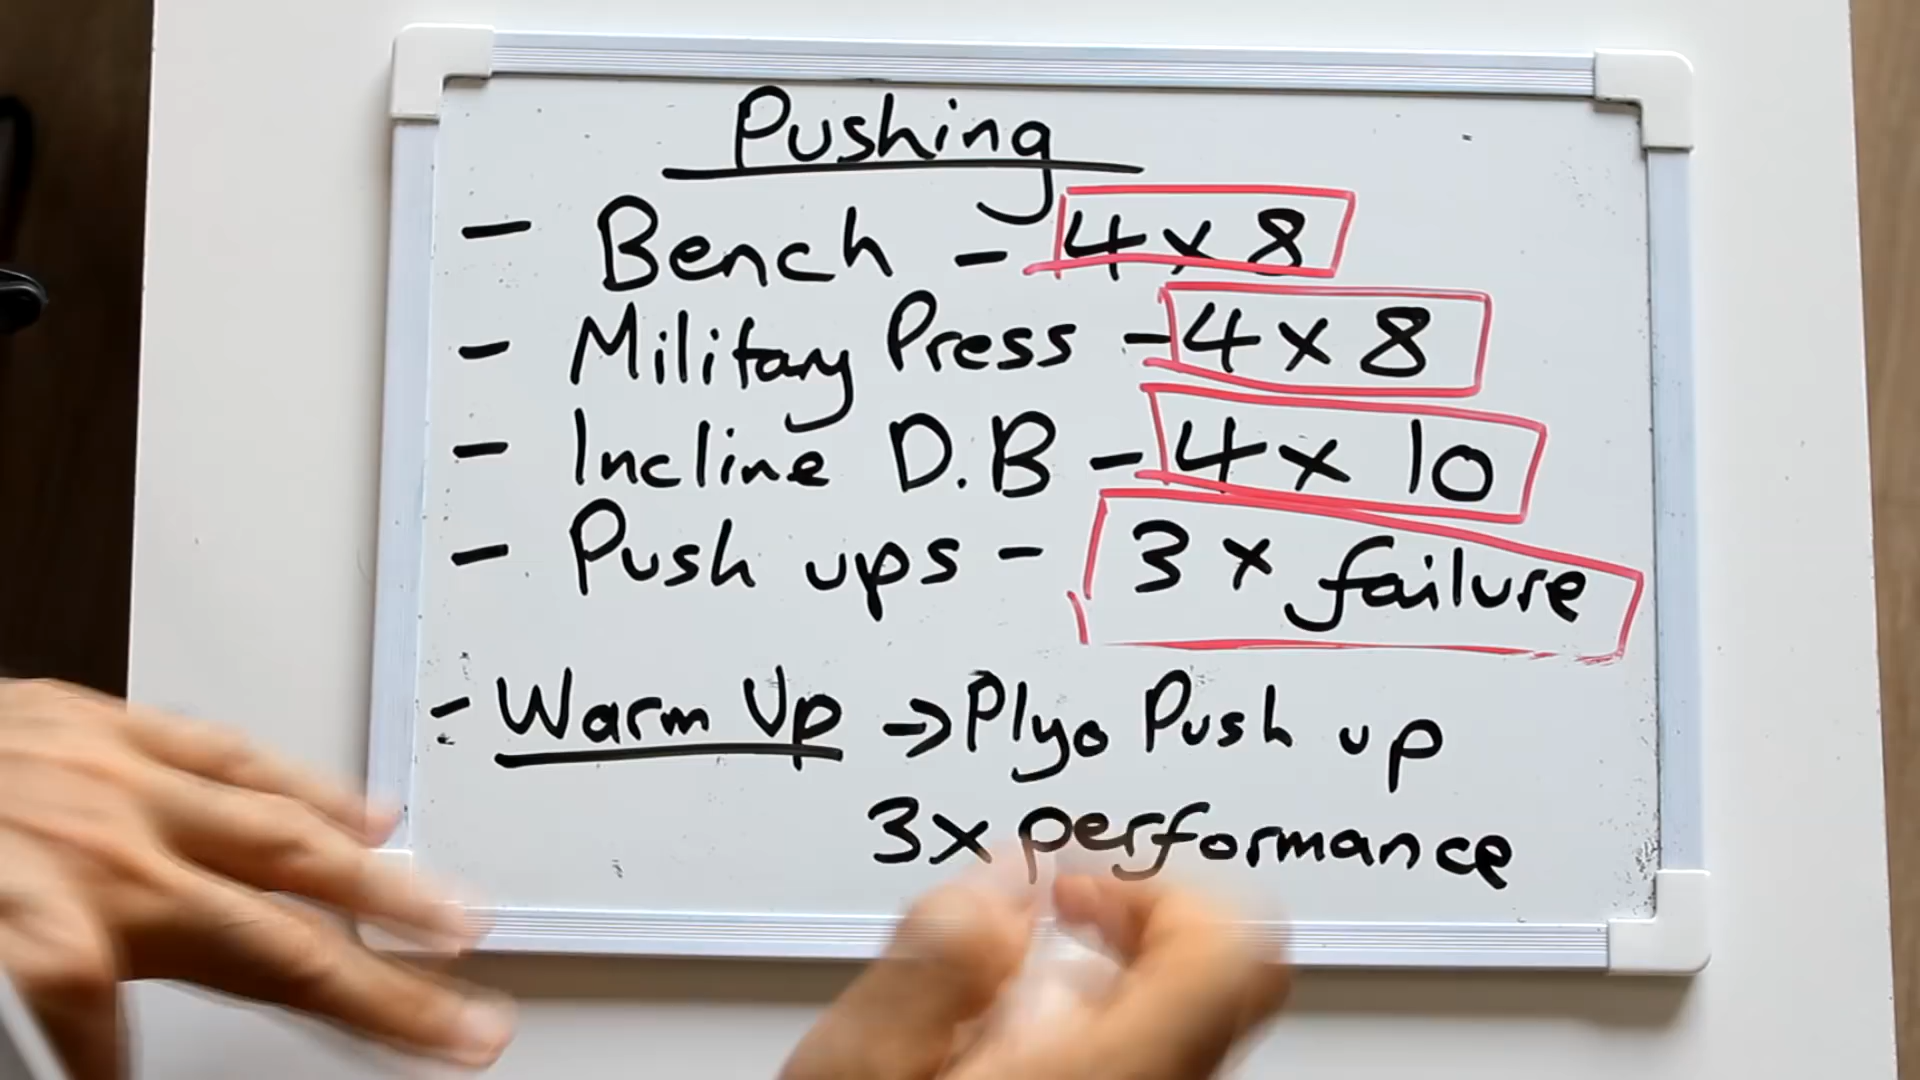 Pushing
- Bench - 4 x 8
- Military Press - 4 x 8
- Incline D.B - 4 x 10
- Push ups - 3 x failure
- Warm Up → Plyo Push up
3x performance